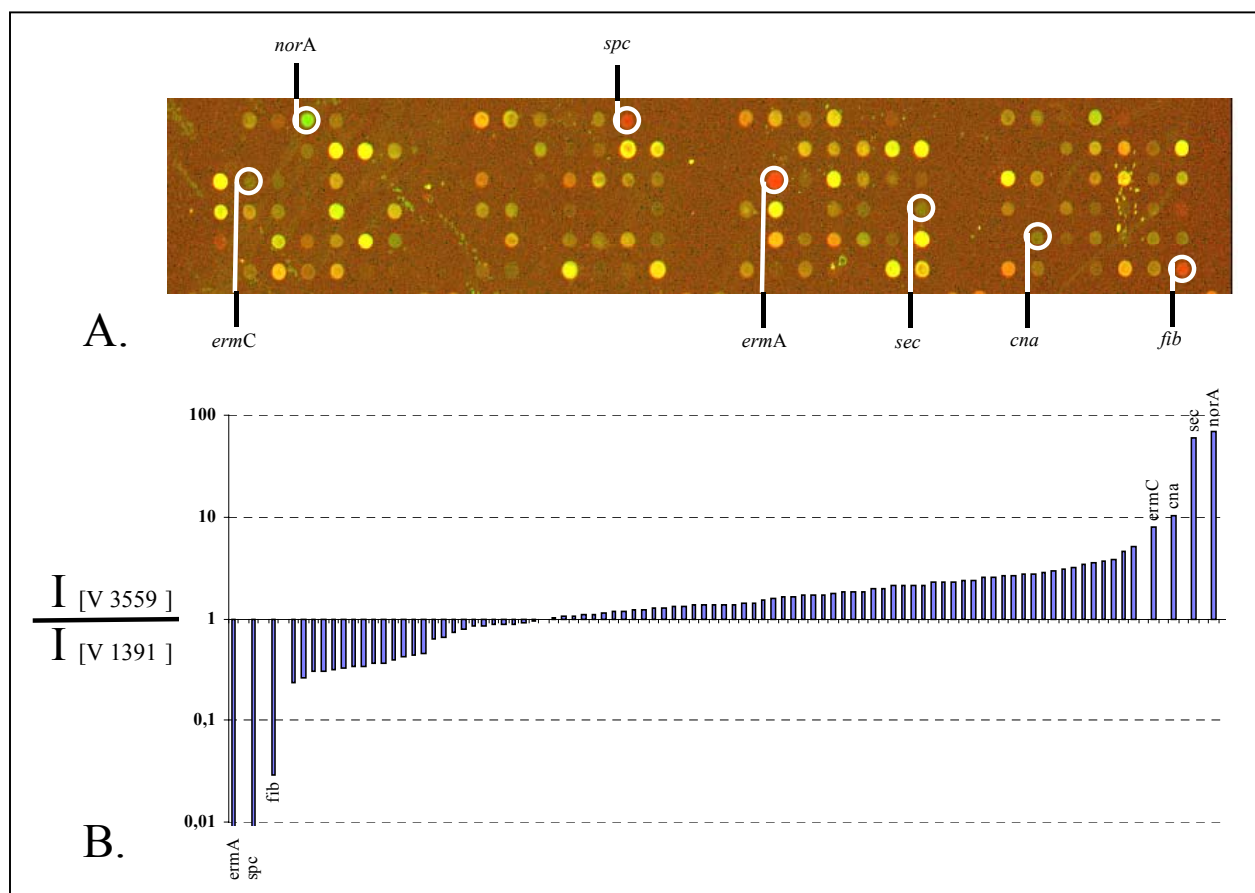 norA
spc
A.
ermC
ermA
sec
cna
fib
100
10
1
0,1
0,01
I [V 3559 ]
I [V 1391 ]
ermA
spc
fib
ermC
cna
sec
norA
B.